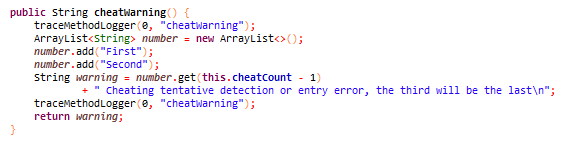 public String cheatWarning() {
traceMethodLogger(0, "cheatWarning");
ArrayList<String> number = new ArrayList<>();
number.add("First");
number.add("Second");
String warning = number.get(this.cheatCount - 1)
+ " Cheating tentative detection or entry error, the third will be the last\n";
traceMethodLogger(0, "cheatWarning");
return warning;
}